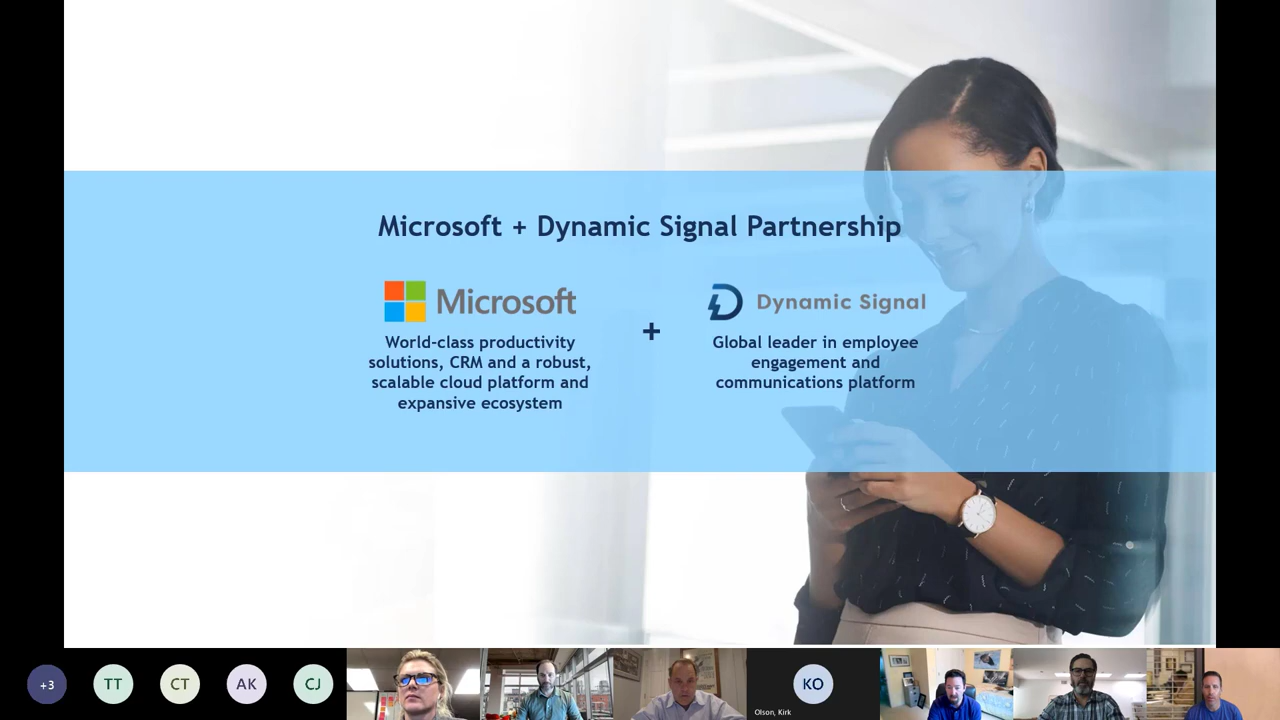 Microsoft + Dynamic Signal Partnership
Microsoft
World-class productivity
solutions, CRM and a robust,
scalable cloud platform and
expansive ecosystem
+
Dynamic Signal
Global leader in employee
engagement and
communications platform
+3
TT
CT
AK
CJ
KO
Olson, Kirk